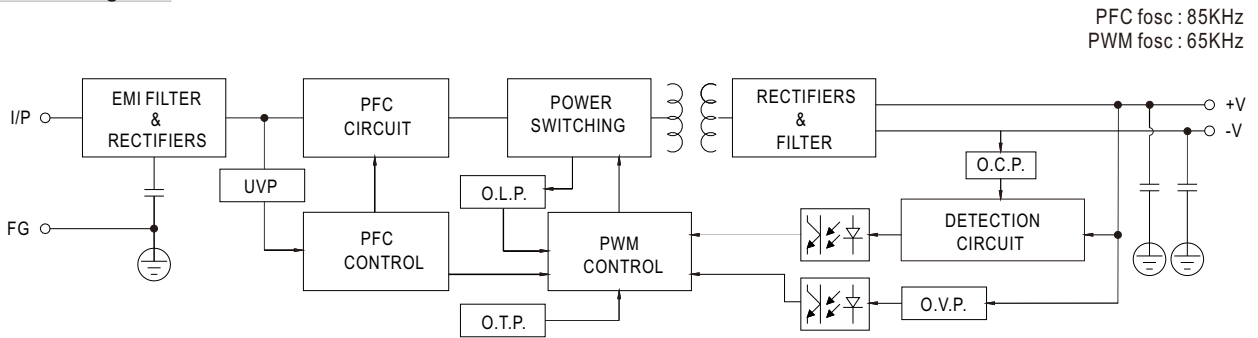 PFC fosc : 85KHz
PWM fosc : 65KHz
I/P
EMI FILTER
&
RECTIFIERS
PFC
CIRCUIT
POWER
SWITCHING
RECTIFIERS
&
FILTER
+V
-V
UVP
O.L.P.
O.C.P.
FG
PFC
CONTROL
PWM
CONTROL
DETECTION
CIRCUIT
O.T.P.
O.V.P.